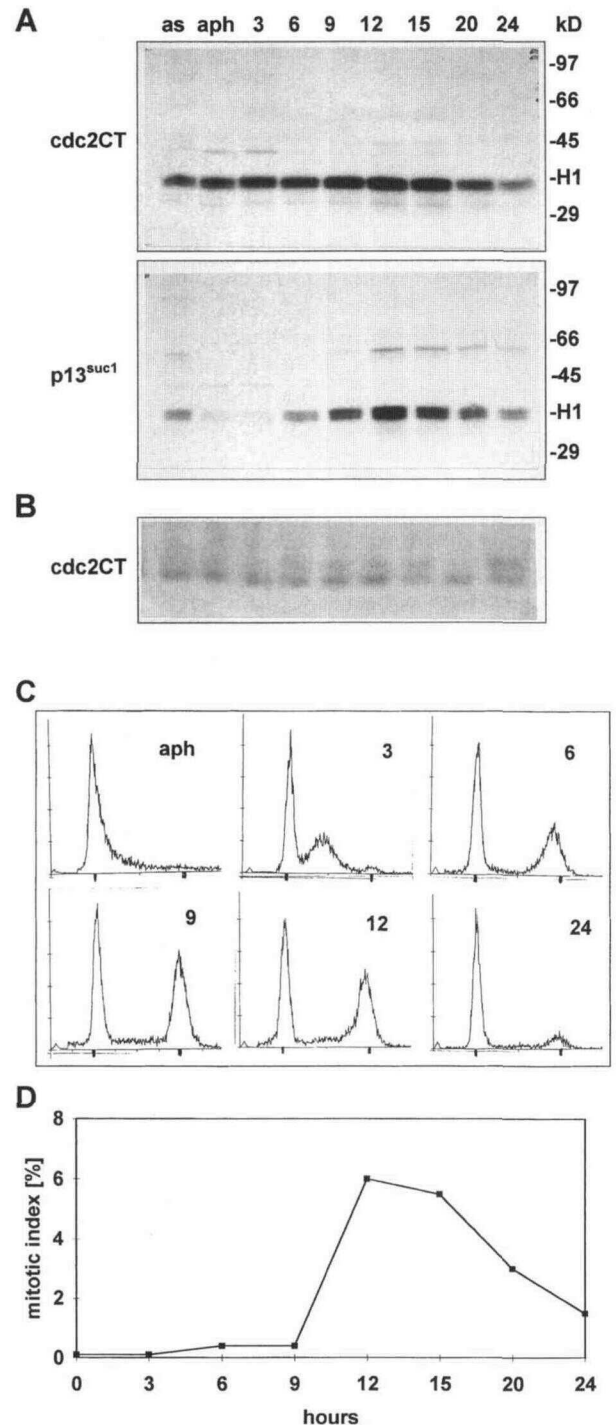 A
as aph 3 6 9 12 15 20 24 kD
cdc2CT
-97
-66
-45
-H1
-29
p13suc1
-97
-66
-45
-H1
-29
B
cdc2CT
C
aph 3 6
9 12 24
D
mitotic index [%]
8
6
4
2
0
0 3 6 9 12 15 20 24
hours